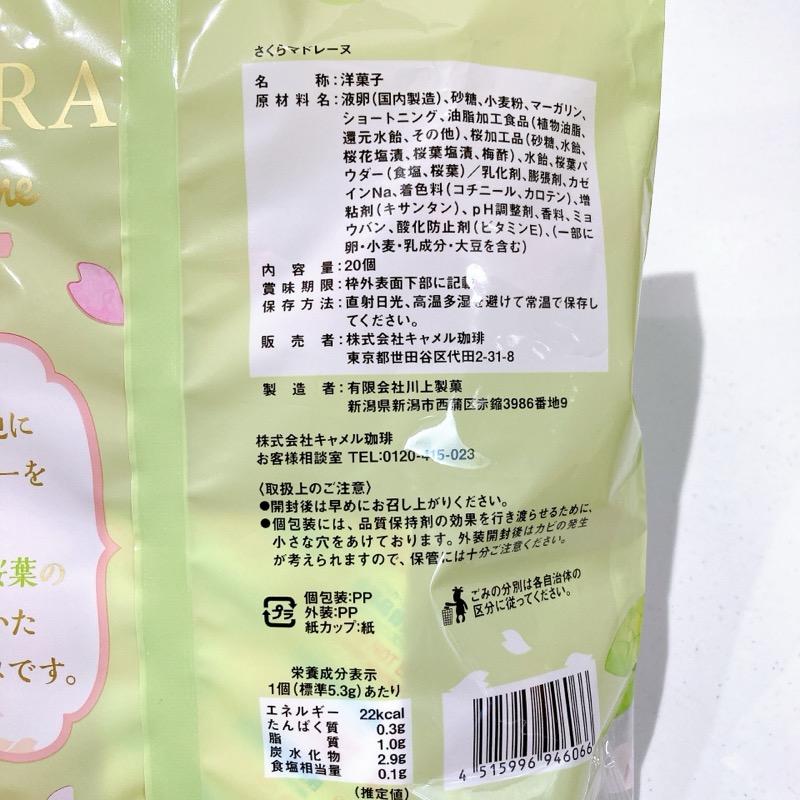 RA
ne
色に
ーを
桜葉の
いた
スです。
さくらマドレーヌ
名称:洋菓子
原材料名:液卵(国内製造)、砂糖、小麦粉、マーガリン、
ショートニング、油脂加工食品(植物油脂、
還元水飴、その他)、桜加工品(砂糖、水飴、
桜花塩漬、桜葉塩漬、梅酢)、水飴、桜葉パ
ウダー(食塩、桜葉)/乳化剤、膨張剤、カゼ
インNa、着色料(コチニール、カロテン)、増
粘剤(キサンタン)、pH調整剤、香料、ミョ
ウバン、酸化防止剤(ビタミンE)、(一部に
卵・小麦・乳成分・大豆を含む)
内容量:20個
賞味期限:枠外表面下部に記載
保存方法:直射日光、高温多湿を避けて常温で保存し
てください。
販売者:株式会社キャメル珈琲
東京都世田谷区代田2-31-8
製造者:有限会社川上製菓
新潟県新潟市西蒲区赤鏥3986番地9
株式会社キャメル珈琲
お客様相談室 TEL:0120-415-023
〈取扱上のご注意〉
●開封後は早めにお召し上がりください。
●個包装には、品質保持剤の効果を行き渡らせるために、
小さな穴をあけております。外装開封後はカビの発生
が考えられますので、保管には十分ご注意ください。
プラ
個包装:PP
外装:PP
紙カップ:紙
ごみの分別は各自治体の
区分に従ってください。
栄養成分表示
1個(標準5.3g)あたり
エネルギー 22kcal
たんぱく質 0.3g
脂質 1.0g
炭水化物 2.9g
食塩相当量 0.1g
(推定値)
4 515996 946066